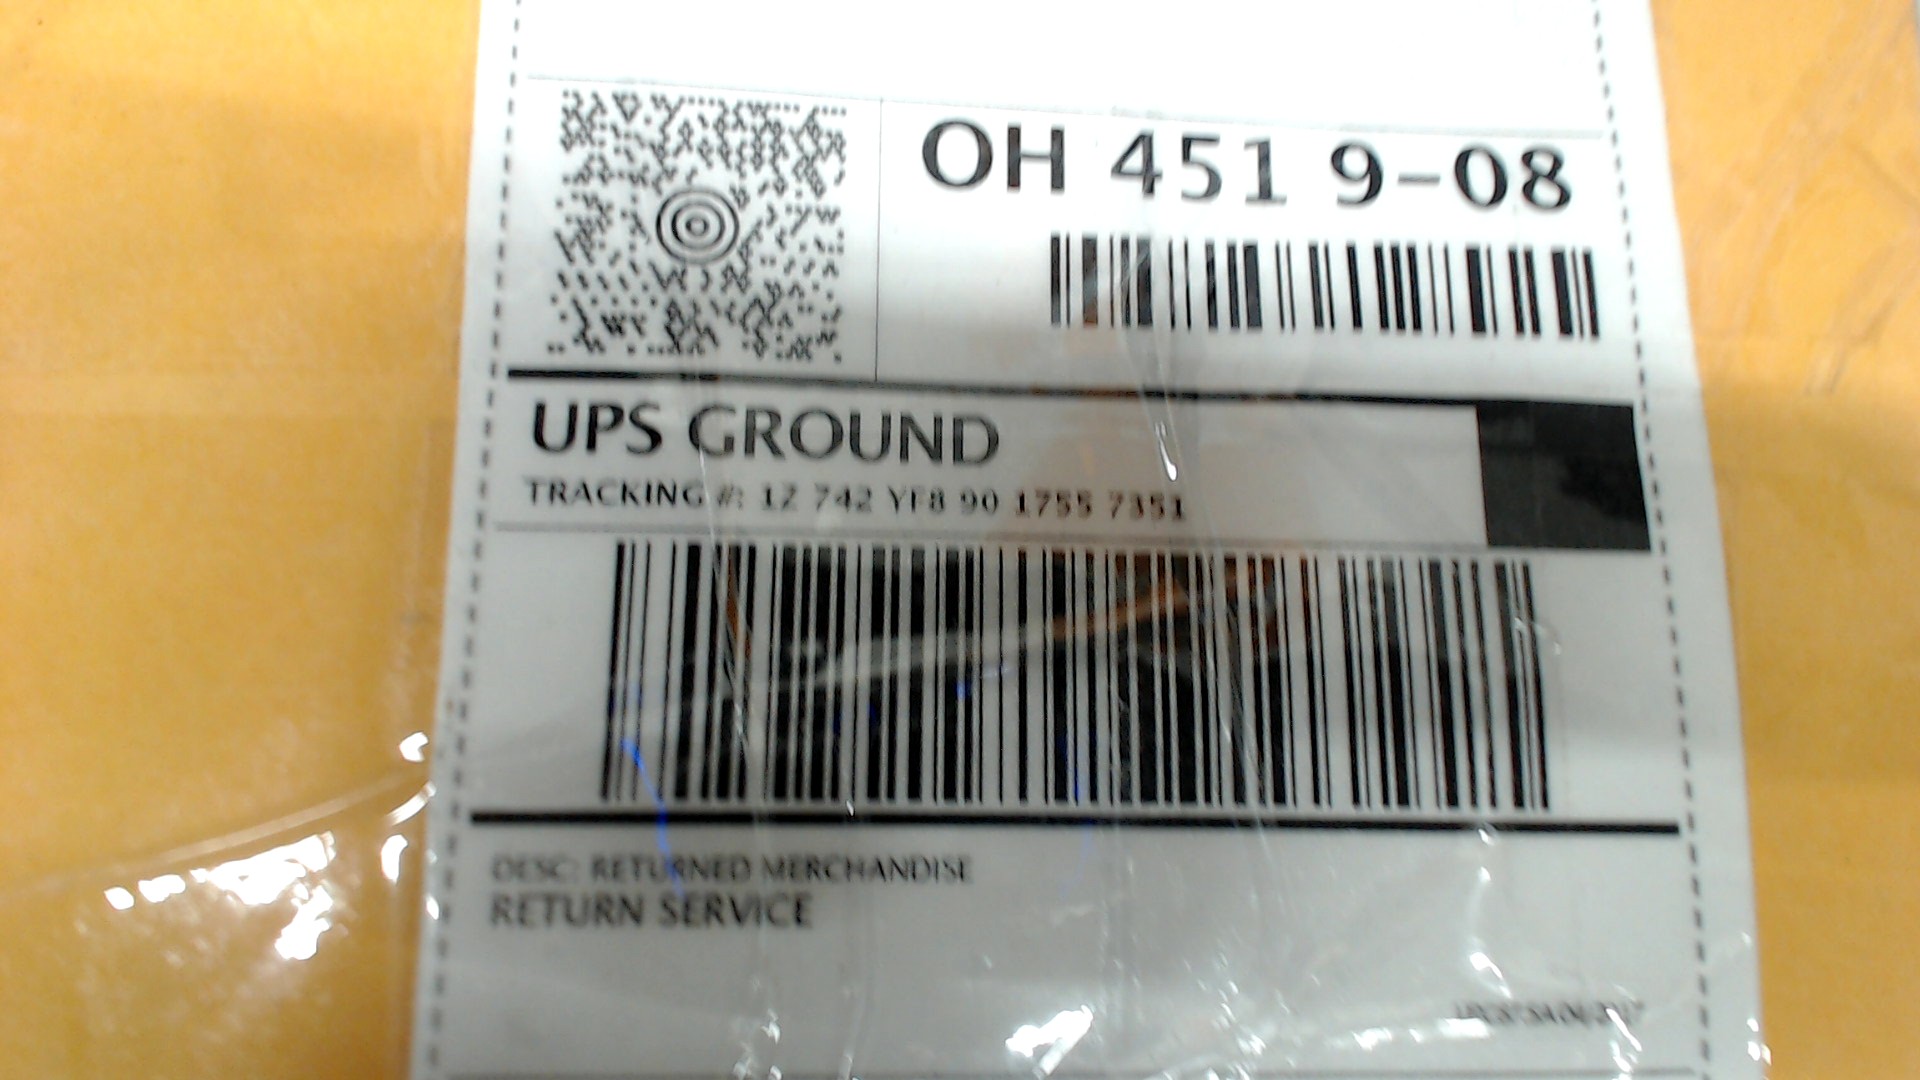 OH 451 9-08
UPS GROUND
TRACKING #: 1Z 742 YF8 90 1755 7351
DESC: RETURNED MERCHANDISE
RETURN SERVICE